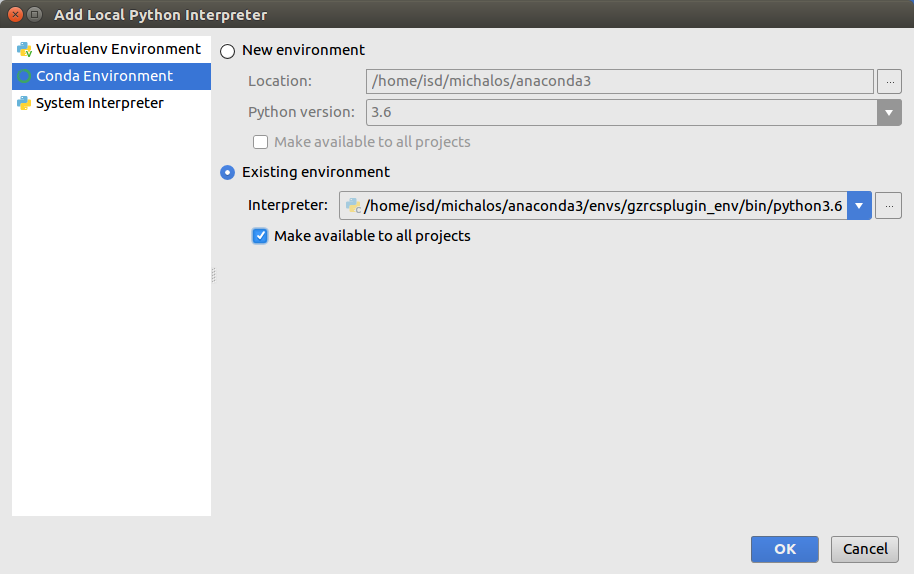 Add Local Python Interpreter
Virtualenv Environment
Conda Environment
System Interpreter
New environment
Location: /home/isd/michalos/anaconda3 ...
Python version: 3.6
Make available to all projects
Existing environment
Interpreter: /home/isd/michalos/anaconda3/envs/gzrcsplugin_env/bin/python3.6 ...
Make available to all projects
OK Cancel